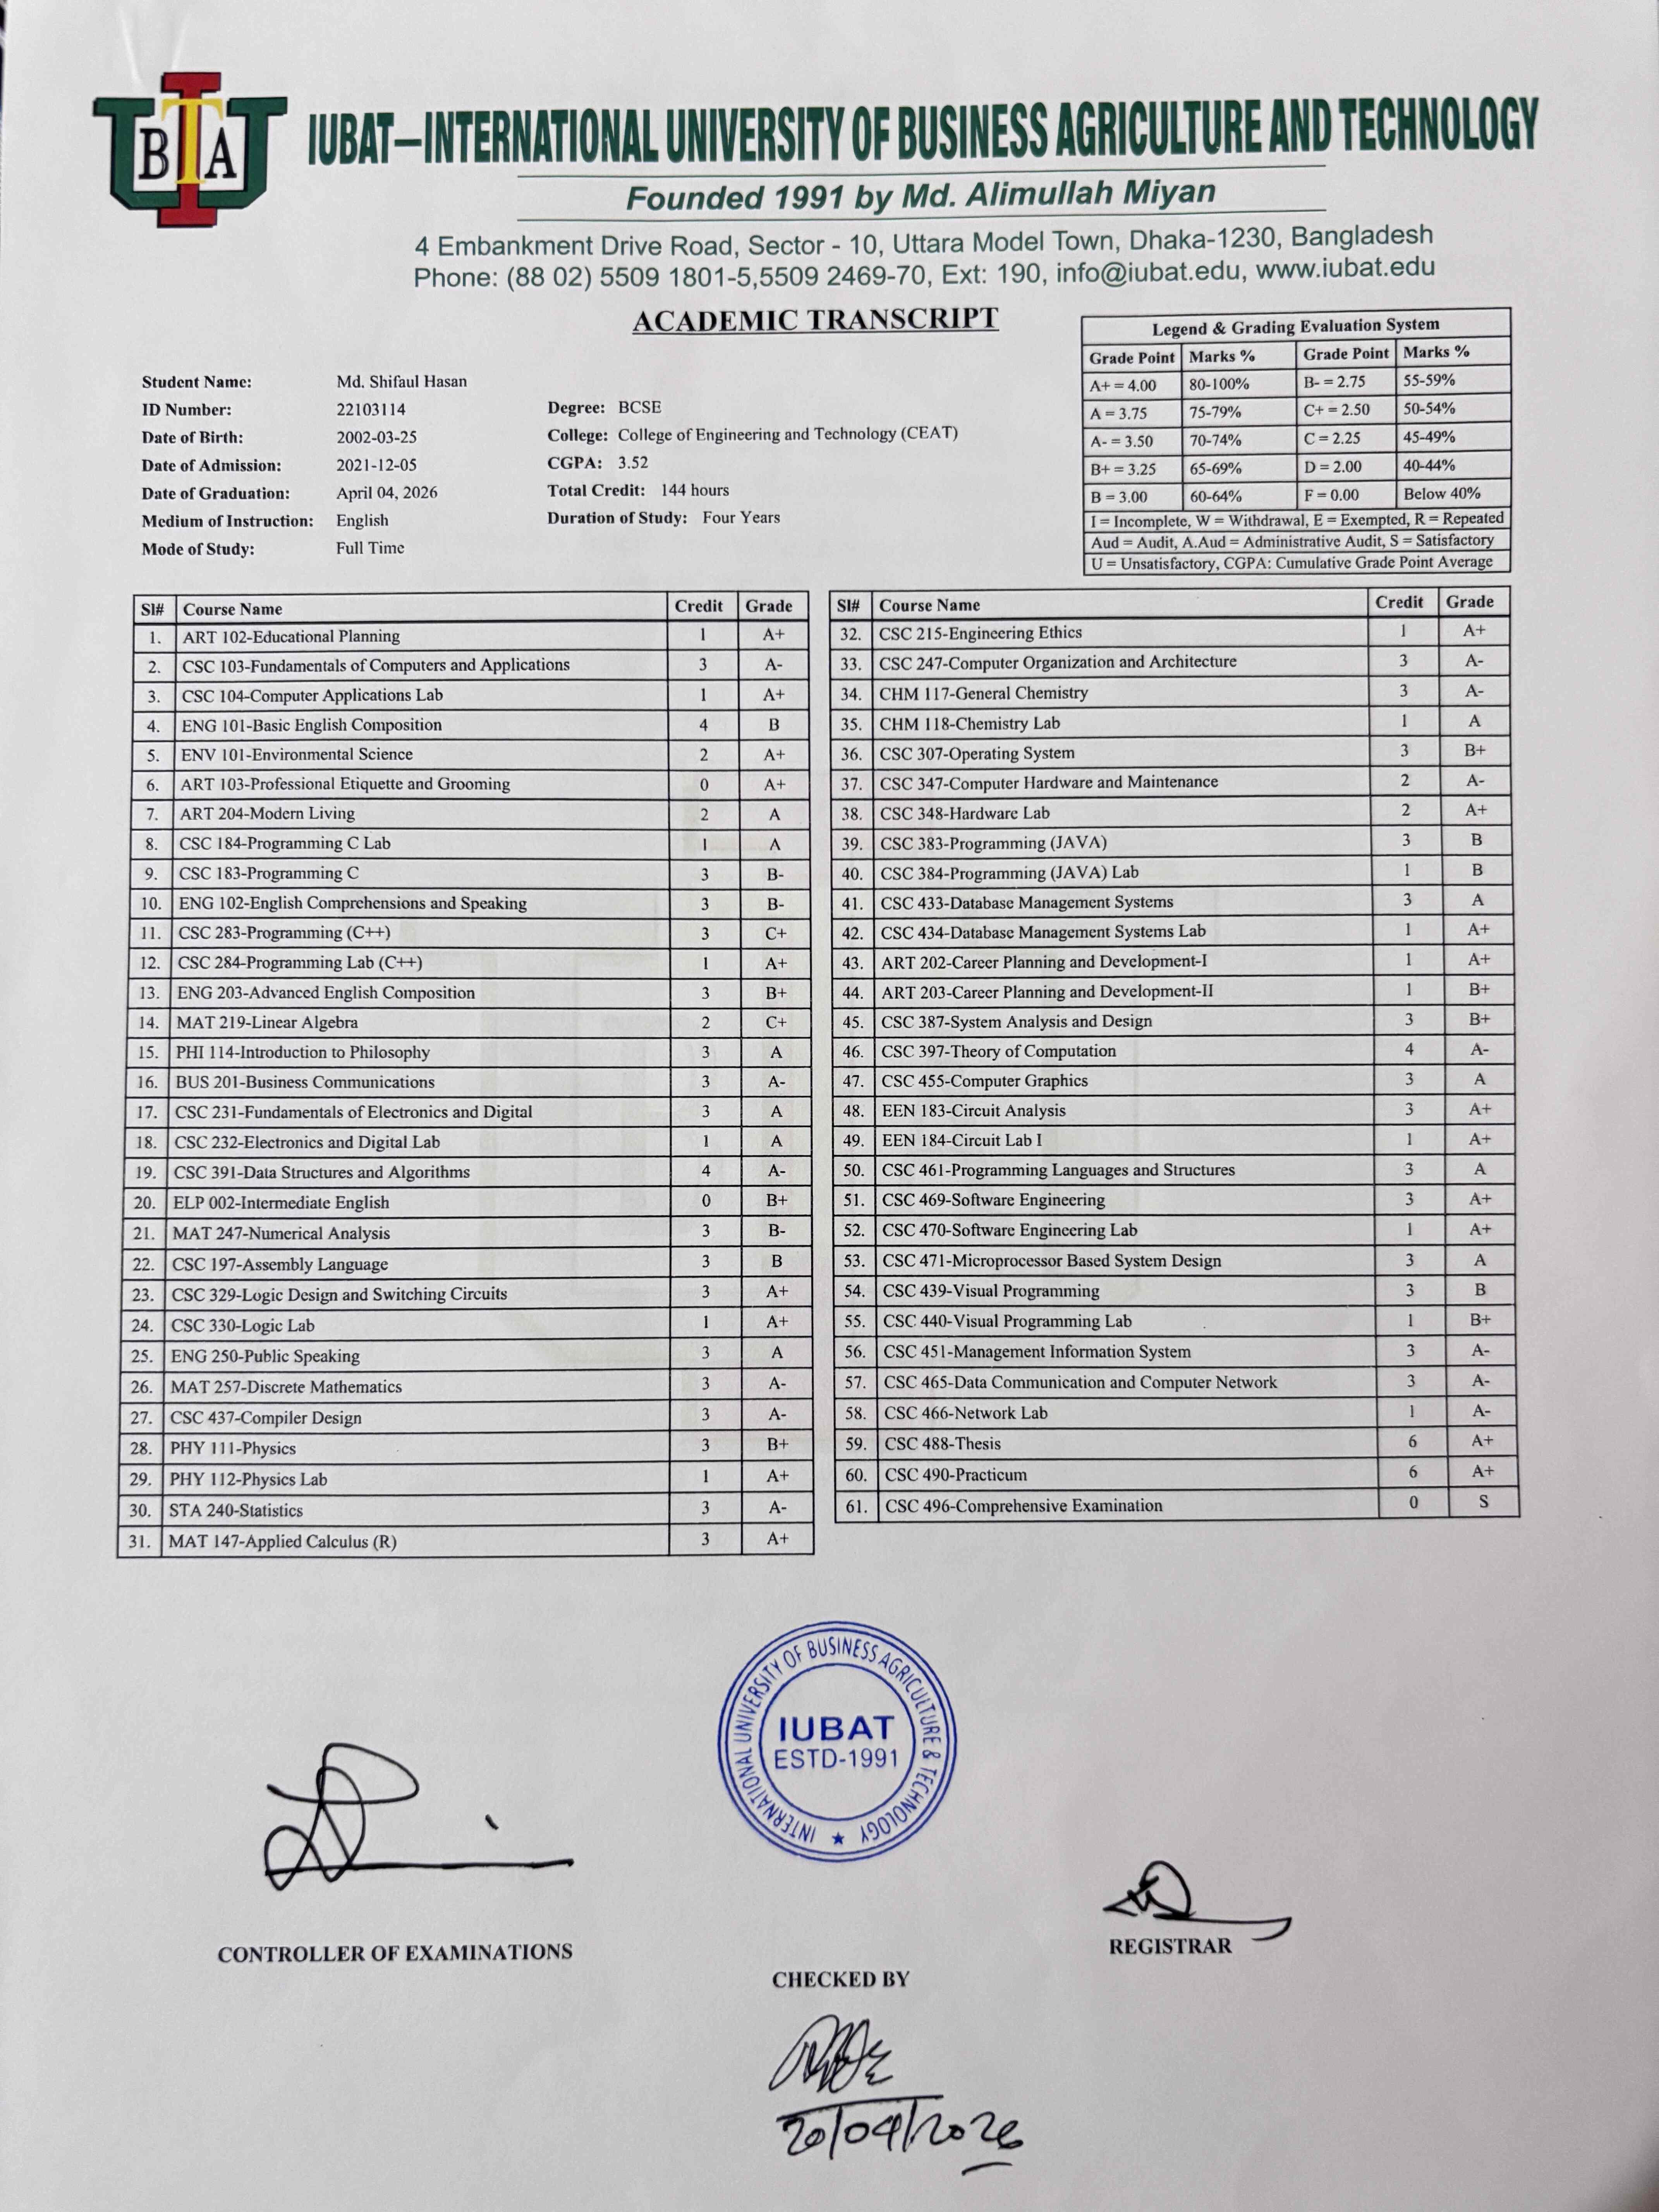 IUBAT
IUBAT–INTERNATIONAL UNIVERSITY OF BUSINESS AGRICULTURE AND TECHNOLOGY
Founded 1991 by Md. Alimullah Miyan
4 Embankment Drive Road, Sector - 10, Uttara Model Town, Dhaka-1230, Bangladesh
Phone: (88 02) 5509 1801-5,5509 2469-70, Ext: 190, info@iubat.edu, www.iubat.edu
ACADEMIC TRANSCRIPT
Student Name: Md. Shifaul Hasan
ID Number: 22103114
Date of Birth: 2002-03-25
Date of Admission: 2021-12-05
Date of Graduation: April 04, 2026
Medium of Instruction: English
Mode of Study: Full Time
Degree: BCSE
College: College of Engineering and Technology (CEAT)
CGPA: 3.52
Total Credit: 144 hours
Duration of Study: Four Years
Legend & Grading Evaluation System
Grade Point Marks % Grade Point Marks %
A+ = 4.00 80-100% B- = 2.75 55-59%
A = 3.75 75-79% C+ = 2.50 50-54%
A- = 3.50 70-74% C = 2.25 45-49%
B+ = 3.25 65-69% D = 2.00 40-44%
B = 3.00 60-64% F = 0.00 Below 40%
I = Incomplete, W = Withdrawal, E = Exempted, R = Repeated
Aud = Audit, A.Aud = Administrative Audit, S = Satisfactory
U = Unsatisfactory, CGPA: Cumulative Grade Point Average
Sl# Course Name Credit Grade
1. ART 102-Educational Planning 1 A+
2. CSC 103-Fundamentals of Computers and Applications 3 A-
3. CSC 104-Computer Applications Lab 1 A+
4. ENG 101-Basic English Composition 4 B
5. ENV 101-Environmental Science 2 A+
6. ART 103-Professional Etiquette and Grooming 0 A+
7. ART 204-Modern Living 2 A
8. CSC 184-Programming C Lab 1 A
9. CSC 183-Programming C 3 B-
10. ENG 102-English Comprehensions and Speaking 3 B-
11. CSC 283-Programming (C++) 3 C+
12. CSC 284-Programming Lab (C++) 1 A+
13. ENG 203-Advanced English Composition 3 B+
14. MAT 219-Linear Algebra 2 C+
15. PHI 114-Introduction to Philosophy 3 A
16. BUS 201-Business Communications 3 A-
17. CSC 231-Fundamentals of Electronics and Digital 3 A
18. CSC 232-Electronics and Digital Lab 1 A
19. CSC 391-Data Structures and Algorithms 4 A-
20. ELP 002-Intermediate English 0 B+
21. MAT 247-Numerical Analysis 3 B-
22. CSC 197-Assembly Language 3 B
23. CSC 329-Logic Design and Switching Circuits 3 A+
24. CSC 330-Logic Lab 1 A+
25. ENG 250-Public Speaking 3 A
26. MAT 257-Discrete Mathematics 3 A-
27. CSC 437-Compiler Design 3 A-
28. PHY 111-Physics 3 B+
29. PHY 112-Physics Lab 1 A+
30. STA 240-Statistics 3 A-
31. MAT 147-Applied Calculus (R) 3 A+
Sl# Course Name Credit Grade
32. CSC 215-Engineering Ethics 1 A+
33. CSC 247-Computer Organization and Architecture 3 A-
34. CHM 117-General Chemistry 3 A-
35. CHM 118-Chemistry Lab 1 A
36. CSC 307-Operating System 3 B+
37. CSC 347-Computer Hardware and Maintenance 2 A-
38. CSC 348-Hardware Lab 2 A+
39. CSC 383-Programming (JAVA) 3 B
40. CSC 384-Programming (JAVA) Lab 1 B
41. CSC 433-Database Management Systems 3 A
42. CSC 434-Database Management Systems Lab 1 A+
43. ART 202-Career Planning and Development-I 1 A+
44. ART 203-Career Planning and Development-II 1 B+
45. CSC 387-System Analysis and Design 3 B+
46. CSC 397-Theory of Computation 4 A-
47. CSC 455-Computer Graphics 3 A
48. EEN 183-Circuit Analysis 3 A+
49. EEN 184-Circuit Lab I 1 A+
50. CSC 461-Programming Languages and Structures 3 A
51. CSC 469-Software Engineering 3 A+
52. CSC 470-Software Engineering Lab 1 A+
53. CSC 471-Microprocessor Based System Design 3 A
54. CSC 439-Visual Programming 3 B
55. CSC 440-Visual Programming Lab 1 B+
56. CSC 451-Management Information System 3 A-
57. CSC 465-Data Communication and Computer Network 3 A-
58. CSC 466-Network Lab 1 A-
59. CSC 488-Thesis 6 A+
60. CSC 490-Practicum 6 A+
61. CSC 496-Comprehensive Examination 0 S
INTERNATIONAL UNIVERSITY OF BUSINESS AGRICULTURE & TECHNOLOGY
IUBAT
ESTD-1991
CONTROLLER OF EXAMINATIONS
REGISTRAR
CHECKED BY
20/04/2026